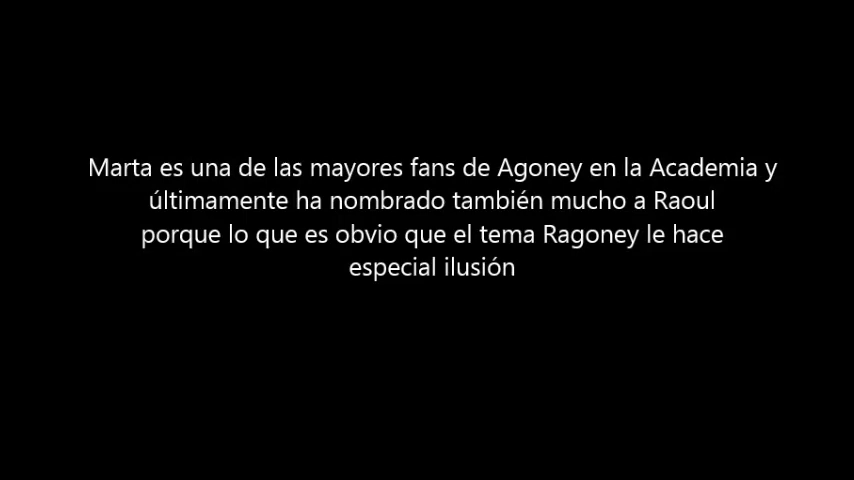 Marta es una de las mayores fans de Agoney en la Academia y
últimamente ha nombrado también mucho a Raoul
porque lo que es obvio que el tema Ragoney le hace
especial ilusión